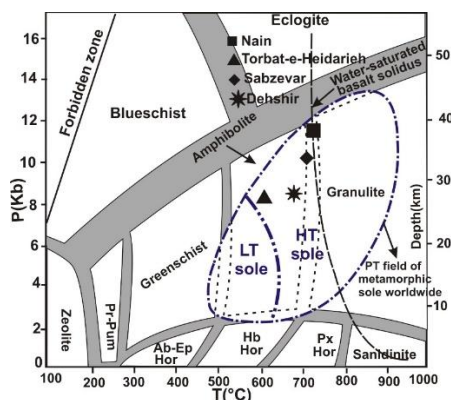 Eclogite
16
14
12
10
8
6
4
2
0
P(Kb)
Forbidden zone
Nain
Torbat-e-Heidarieh
Sabzevar
Dehshir
Water-saturated
basalt solidus
50
40
30
20
10
Depth(km)
Blueschist
Amphibolite
Granulite
Greenschist
LT
sole
HT
sole
PT field of
metamorphic
sole worldwide
Zeolite
Pr-Pum
Ab-Ep
Hor
Hb
Hor
Px
Hor
Sanidinite
100 200 300 400 500 600 700 800 900 1000
T(°C)